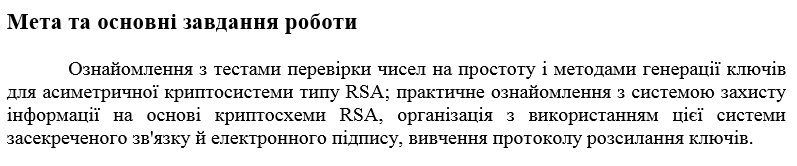 Мета та основні завдання роботи
Ознайомлення з тестами перевірки чисел на простоту і методами генерації ключів
для асиметричної криптосистеми типу RSA; практичне ознайомлення з системою захисту
інформації на основі криптосхеми RSA, організація з використанням цієї системи
засекреченого зв'язку й електронного підпису, вивчення протоколу розсилання ключів.